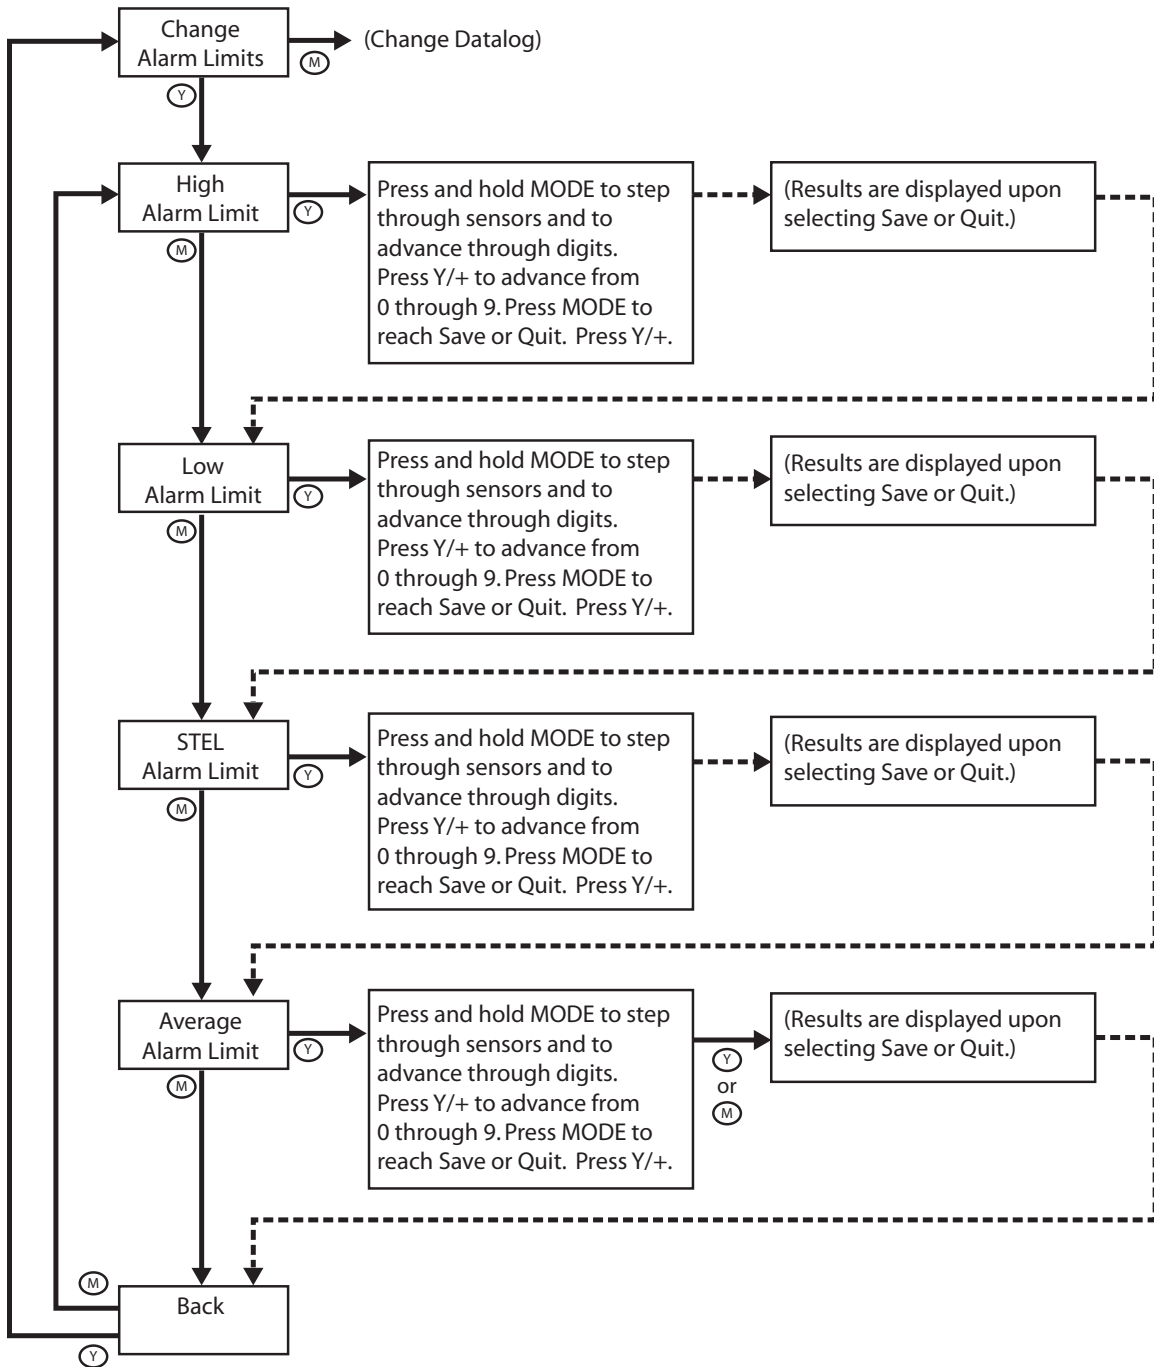 Change
Alarm Limits
M
(Change Datalog)
Y
High
Alarm Limit
Y
M
Press and hold MODE to step
through sensors and to
advance through digits.
Press Y/+ to advance from
0 through 9. Press MODE to
reach Save or Quit. Press Y/+.
(Results are displayed upon
selecting Save or Quit.)
Low
Alarm Limit
Y
M
Press and hold MODE to step
through sensors and to
advance through digits.
Press Y/+ to advance from
0 through 9. Press MODE to
reach Save or Quit. Press Y/+.
(Results are displayed upon
selecting Save or Quit.)
STEL
Alarm Limit
Y
M
Press and hold MODE to step
through sensors and to
advance through digits.
Press Y/+ to advance from
0 through 9. Press MODE to
reach Save or Quit. Press Y/+.
(Results are displayed upon
selecting Save or Quit.)
Average
Alarm Limit
Y
M
Press and hold MODE to step
through sensors and to
advance through digits.
Press Y/+ to advance from
0 through 9. Press MODE to
reach Save or Quit. Press Y/+.
Y
or
M
(Results are displayed upon
selecting Save or Quit.)
M
Back
Y